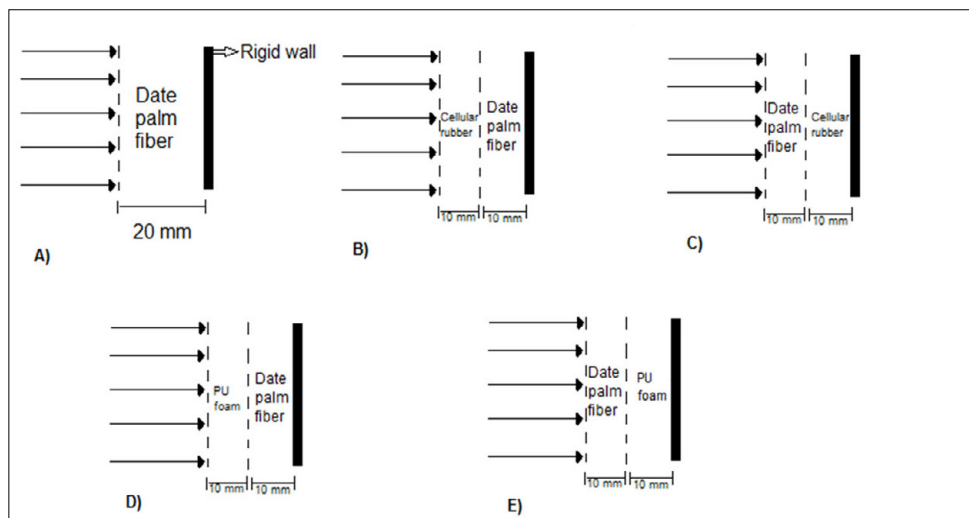 Rigid wall
Date
palm
fiber
20 mm
A)
Cellular
rubber
Date
palm
fiber
10 mm 10 mm
B)
Date
palm
fiber
Cellular
rubber
10 mm 10 mm
C)
PU
foam
Date
palm
fiber
10 mm 10 mm
D)
Date
palm
fiber
PU
foam
10 mm 10 mm
E)